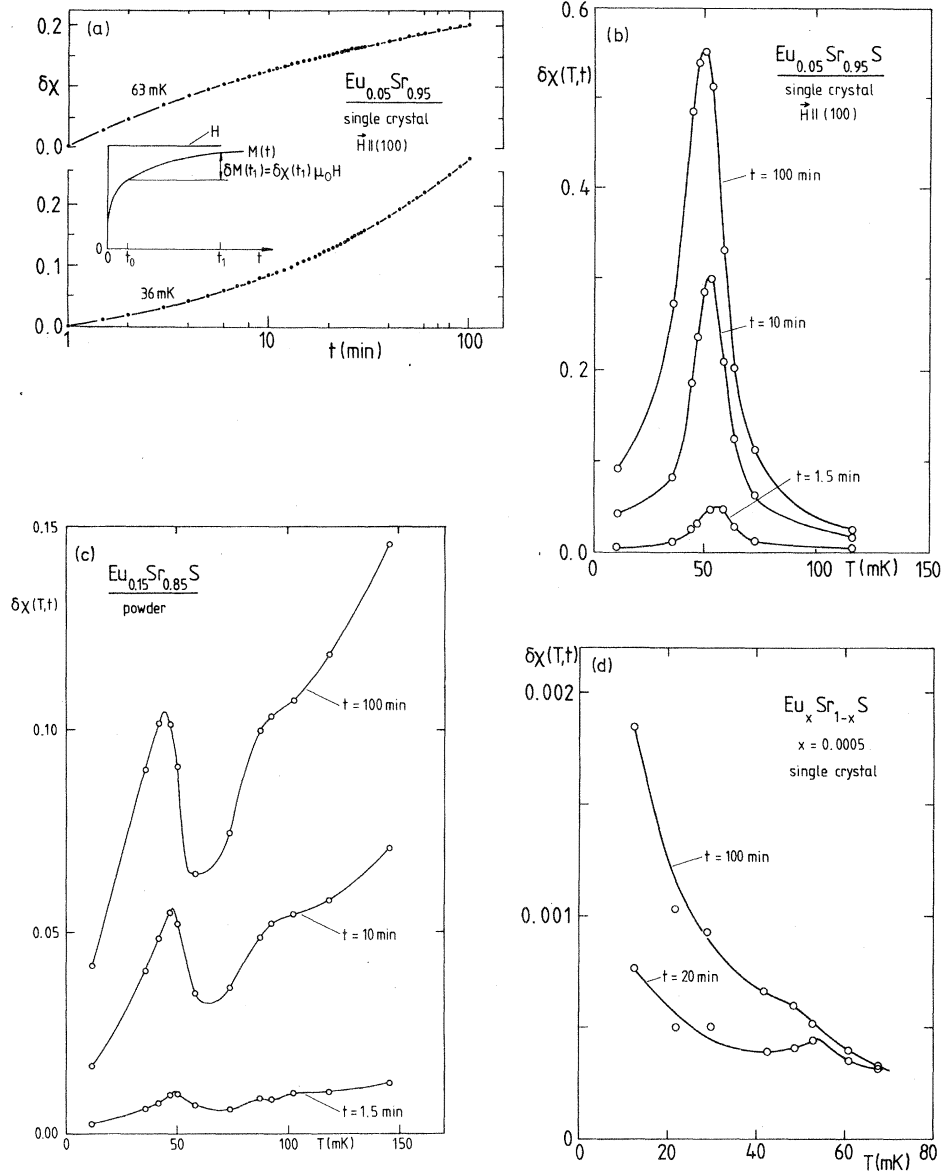 (a)
0.2
δχ
0.0
63 mK
Eu0.05Sr0.95
single crystal
H⃗ || (100)
H
M(t)
δM(t1)=δχ(t1) μ0H
0
0
t0
t1
t
0.2
0.1
0.0
36 mK
1
10
100
t (min)
(b)
0.6
δχ(T,t)
Eu0.05Sr0.95S
single crystal
H⃗ || (100)
t = 100 min
0.4
t = 10 min
0.2
t = 1.5 min
0.0
0
50
100
T (mK)
150
(c)
0.15
Eu0.15Sr0.85S
powder
δχ(T,t)
t = 100 min
0.10
t = 10 min
0.05
t = 1.5 min
0.00
0
50
100
T(mK)
150
(d)
δχ(T,t)
0.002
EuxSr1-xS
x = 0.0005
single crystal
t = 100 min
0.001
t = 20 min
0
0
20
40
60
T (mK)
80